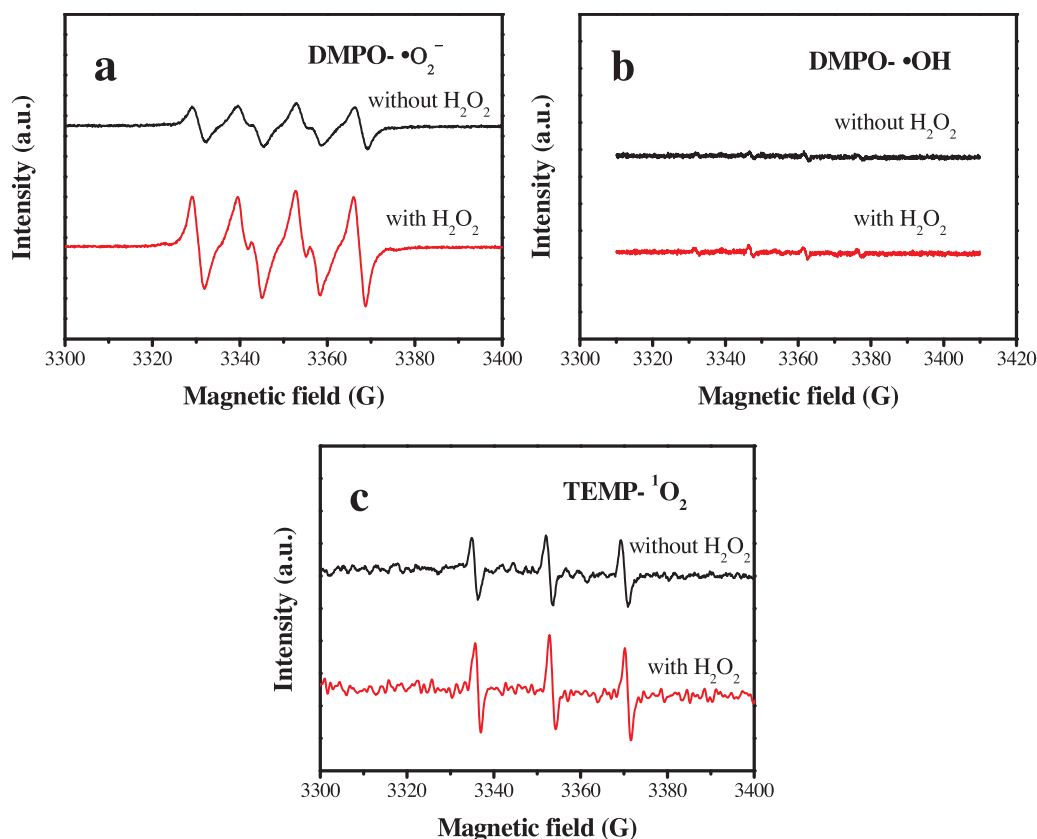 a
DMPO- •O₂⁻
without H₂O₂
with H₂O₂
Intensity (a.u.)
3300 3320 3340 3360 3380 3400
Magnetic field (G)
b
DMPO- •OH
without H₂O₂
with H₂O₂
Intensity (a.u.)
3300 3320 3340 3360 3380 3400 3420
Magnetic field (G)
c
TEMP- ¹O₂
without H₂O₂
with H₂O₂
Intensity (a.u.)
3300 3320 3340 3360 3380 3400
Magnetic field (G)